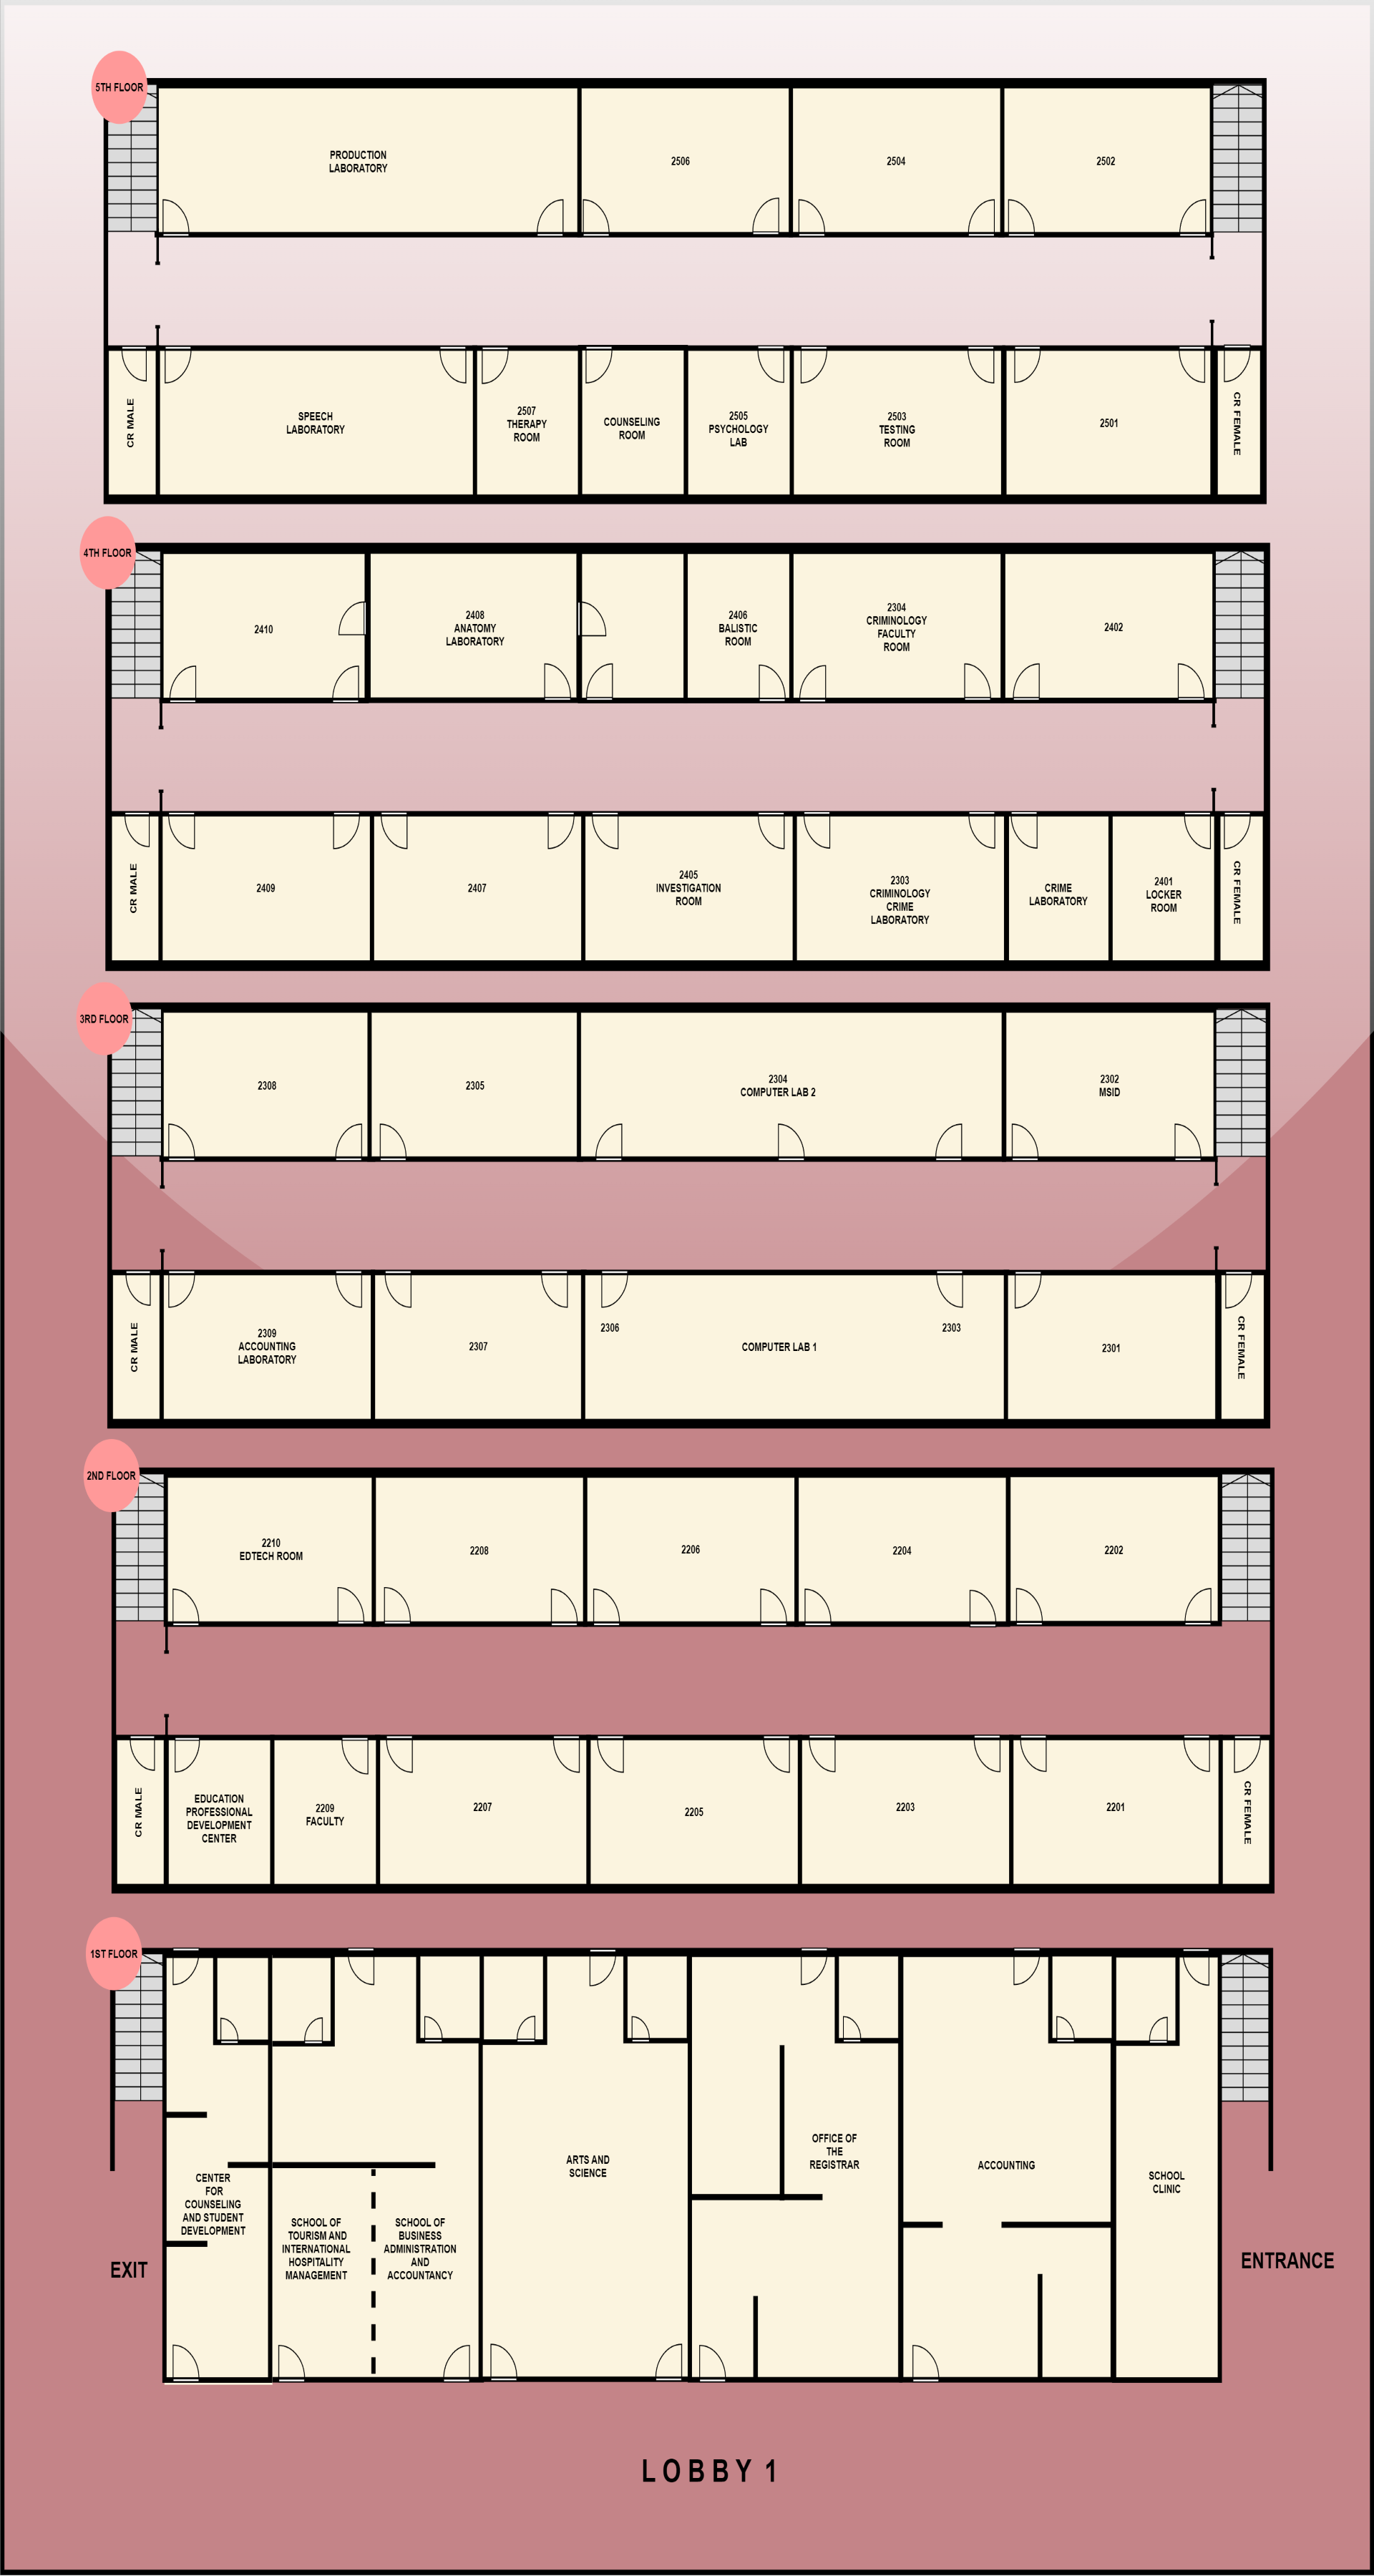 5TH FLOOR
PRODUCTION
LABORATORY
2506
2504
2502
CR MALE
SPEECH
LABORATORY
2507
THERAPY
ROOM
COUNSELING
ROOM
2505
PSYCHOLOGY
LAB
2503
TESTING
ROOM
2501
CR FEMALE
4TH FLOOR
2410
2408
ANATOMY
LABORATORY
2406
BALISTIC
ROOM
2304
CRIMINOLOGY
FACULTY
ROOM
2402
CR MALE
2409
2407
2405
INVESTIGATION
ROOM
2303
CRIMINOLOGY
CRIME
LABORATORY
CRIME
LABORATORY
2401
LOCKER
ROOM
CR FEMALE
3RD FLOOR
2308
2305
2304
COMPUTER LAB 2
2302
MSID
CR MALE
2309
ACCOUNTING
LABORATORY
2307
2306
COMPUTER LAB 1
2303
2301
CR FEMALE
2ND FLOOR
2210
EDTECH ROOM
2208
2206
2204
2202
CR MALE
EDUCATION
PROFESSIONAL
DEVELOPMENT
CENTER
2209
FACULTY
2207
2205
2203
2201
CR FEMALE
1ST FLOOR
CENTER
FOR
COUNSELING
AND STUDENT
DEVELOPMENT
SCHOOL OF
TOURISM AND
INTERNATIONAL
HOSPITALITY
MANAGEMENT
SCHOOL OF
BUSINESS
ADMINISTRATION
AND
ACCOUNTANCY
ARTS AND
SCIENCE
OFFICE OF
THE
REGISTRAR
ACCOUNTING
SCHOOL
CLINIC
EXIT
ENTRANCE
LOBBY 1